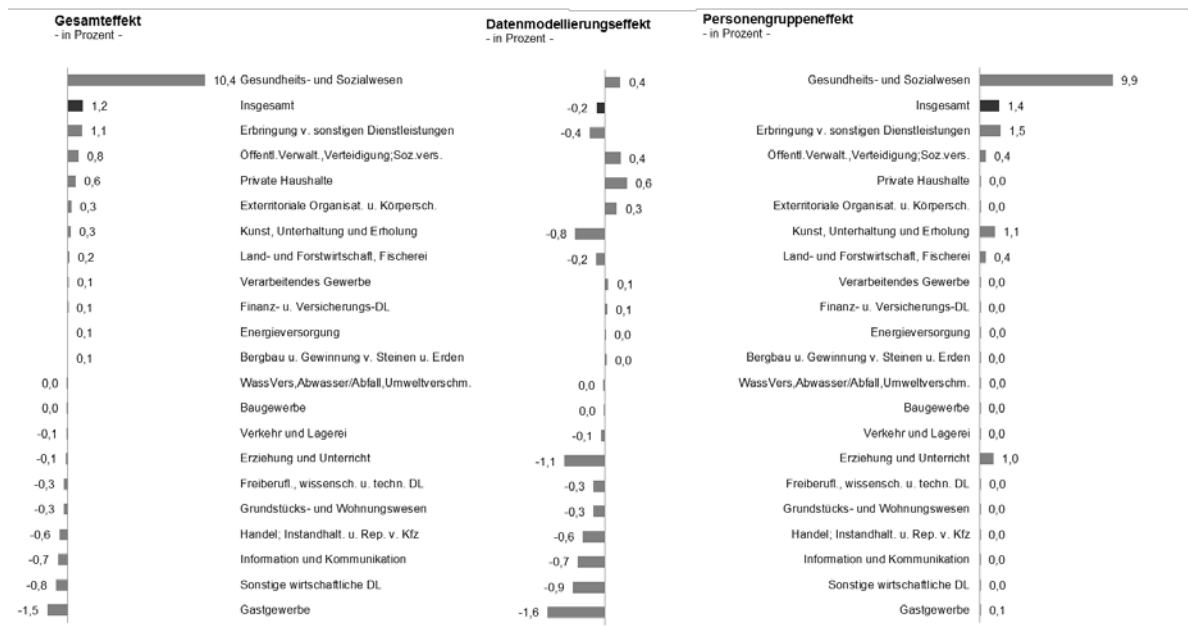 Gesamteffekt
- in Prozent -
Datenmodellierungseffekt
- in Prozent -
Personengruppeneffekt
- in Prozent -
10,4 Gesundheits- und Sozialwesen 0,4 Gesundheits- und Sozialwesen 9,9
1,2 Insgesamt -0,2 Insgesamt 1,4
1,1 Erbringung v. sonstigen Dienstleistungen -0,4 Erbringung v. sonstigen Dienstleistungen 1,5
0,8 Öffentl.Verwalt.,Verteidigung;Soz.vers. 0,4 Öffentl.Verwalt.,Verteidigung;Soz.vers. 0,4
0,6 Private Haushalte 0,6 Private Haushalte 0,0
0,3 Exterritoriale Organisat. u. Körpersch. 0,3 Exterritoriale Organisat. u. Körpersch. 0,0
0,3 Kunst, Unterhaltung und Erholung -0,8 Kunst, Unterhaltung und Erholung 1,1
0,2 Land- und Forstwirtschaft, Fischerei -0,2 Land- und Forstwirtschaft, Fischerei 0,4
0,1 Verarbeitendes Gewerbe 0,1 Verarbeitendes Gewerbe 0,0
0,1 Finanz- u. Versicherungs-DL 0,1 Finanz- u. Versicherungs-DL 0,0
0,1 Energieversorgung 0,0 Energieversorgung 0,0
0,1 Bergbau u. Gewinnung v. Steinen u. Erden 0,0 Bergbau u. Gewinnung v. Steinen u. Erden 0,0
0,0 WassVers,Abwasser/Abfall,Umweltverschm. 0,0 WassVers,Abwasser/Abfall,Umweltverschm. 0,0
0,0 Baugewerbe 0,0 Baugewerbe 0,0
-0,1 Verkehr und Lagerei -0,1 Verkehr und Lagerei 0,0
-0,1 Erziehung und Unterricht -1,1 Erziehung und Unterricht 1,0
-0,3 Freiberufl., wissensch. u. techn. DL -0,3 Freiberufl., wissensch. u. techn. DL 0,0
-0,3 Grundstücks- und Wohnungswesen -0,3 Grundstücks- und Wohnungswesen 0,0
-0,6 Handel; Instandhalt. u. Rep. v. Kfz -0,6 Handel; Instandhalt. u. Rep. v. Kfz 0,0
-0,7 Information und Kommunikation -0,7 Information und Kommunikation 0,0
-0,8 Sonstige wirtschaftliche DL -0,9 Sonstige wirtschaftliche DL 0,0
-1,5 Gastgewerbe -1,6 Gastgewerbe 0,1